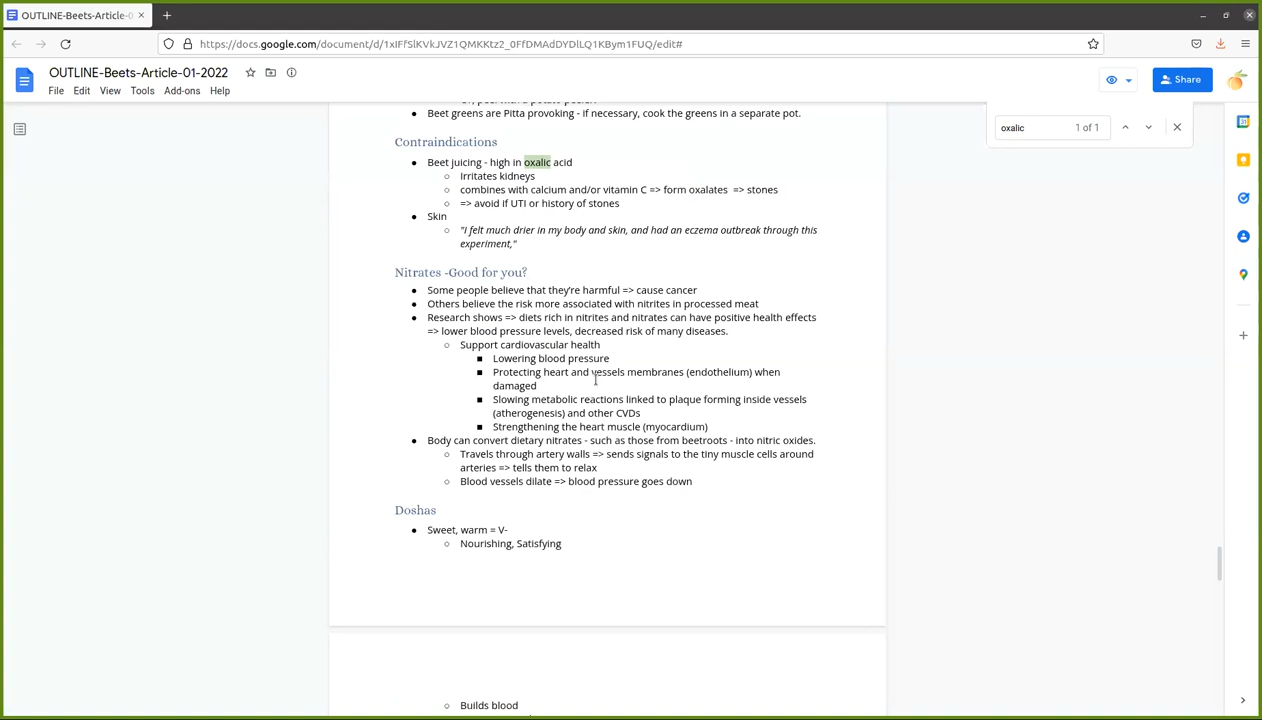 OUTLINE-Beets-Article-0
https://docs.google.com/document/d/1xIFfSlKVkJVZ1QMKKtz2_0FfDMAdDYDlLQ1KBym1FUQ/edit#
OUTLINE-Beets-Article-01-2022
File Edit View Tools Add-ons Help
Share
oxalic 1 of 1
Beet greens are Pitta provoking - if necessary, cook the greens in a separate pot.
Contraindications
Beet juicing - high in oxalic acid
Irritates kidneys
combines with calcium and/or vitamin C => form oxalates => stones
=> avoid if UTI or history of stones
Skin
"I felt much drier in my body and skin, and had an eczema outbreak through this
experiment,"
Nitrates -Good for you?
Some people believe that they're harmful => cause cancer
Others believe the risk more associated with nitrites in processed meat
Research shows => diets rich in nitrites and nitrates can have positive health effects
=> lower blood pressure levels, decreased risk of many diseases.
Support cardiovascular health
Lowering blood pressure
Protecting heart and vessels membranes (endothelium) when
damaged
Slowing metabolic reactions linked to plaque forming inside vessels
(atherogenesis) and other CVDs
Strengthening the heart muscle (myocardium)
Body can convert dietary nitrates - such as those from beetroots - into nitric oxides.
Travels through artery walls => sends signals to the tiny muscle cells around
arteries => tells them to relax
Blood vessels dilate => blood pressure goes down
Doshas
Sweet, warm = V-
Nourishing, Satisfying
Builds blood